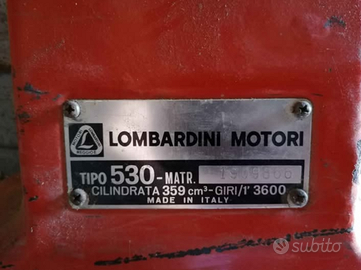 LOMBARDINI MOTORI
TIPO 530-MATR.
CILINDRATA 359 cm³-GIRI/1' 3600
MADE IN ITALY
subito